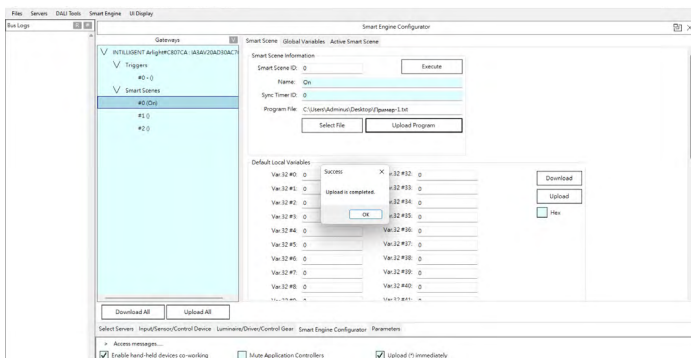 Files Servers DALI Tools Smart Engine UI Display
Bus Logs
Smart Engine Configurator
Gateways
Smart Scene Global Variables Active Smart Scene
INTILLIGENT Arlight#C807CA : IA3AV20AD30AC7
Triggers
#0 - ()
Smart Scenes
#0 (On)
#1 ()
#2 ()
Smart Scene Information
Smart Scene ID: 0
Execute
Name: On
Sync Timer ID: 0
Program File: C:\Users\Adminus\Desktop\Пример-1.txt
Select File Upload Program
Default Local Variables
Var.32 #0: 0
Var.32 #1: 0
Var.32 #2: 0
Var.32 #3: 0
Var.32 #4: 0
Var.32 #5: 0
Var.32 #6: 0
Var.32 #7: 0
Var.32 #8: 0
Success
Upload is completed.
OK
#32: 0
#33: 0
#34: 0
Var.32 #35: 0
Var.32 #36: 0
Var.32 #37: 0
Var.32 #38: 0
Var.32 #39: 0
Var.32 #40: 0
Download
Upload
Hex
Download All Upload All
Select Servers Input/Sensor/Control Device Luminaire/Driver/Control Gear Smart Engine Configurator Parameters
> Access messages....
Enable hand-held devices co-working Mute Application Controllers Upload (*) immediately